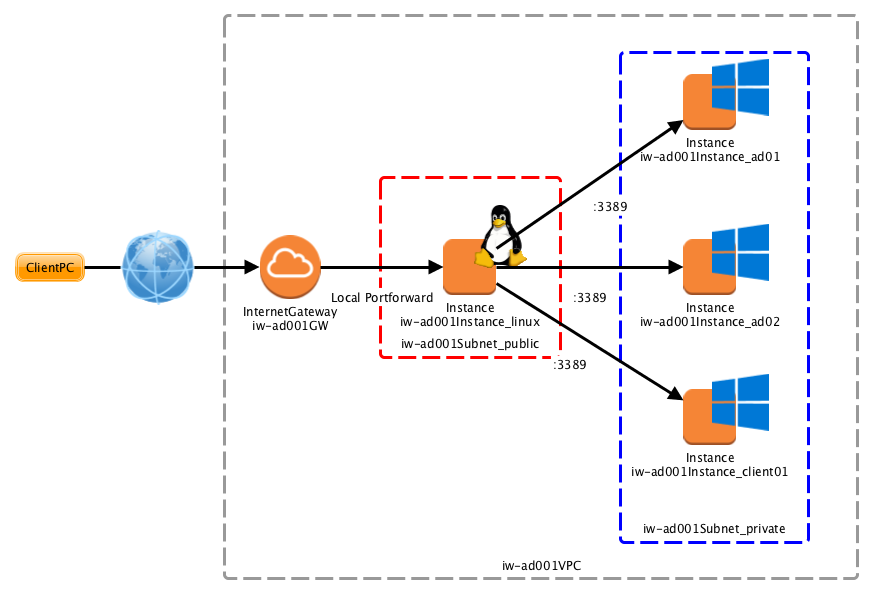 ClientPC
InternetGateway
iw-ad001GW
Local Portforward
Instance
iw-ad001Instance_linux
iw-ad001Subnet_public
:3389
:3389
:3389
Instance
iw-ad001Instance_ad01
Instance
iw-ad001Instance_ad02
Instance
iw-ad001Instance_client01
iw-ad001Subnet_private
iw-ad001VPC